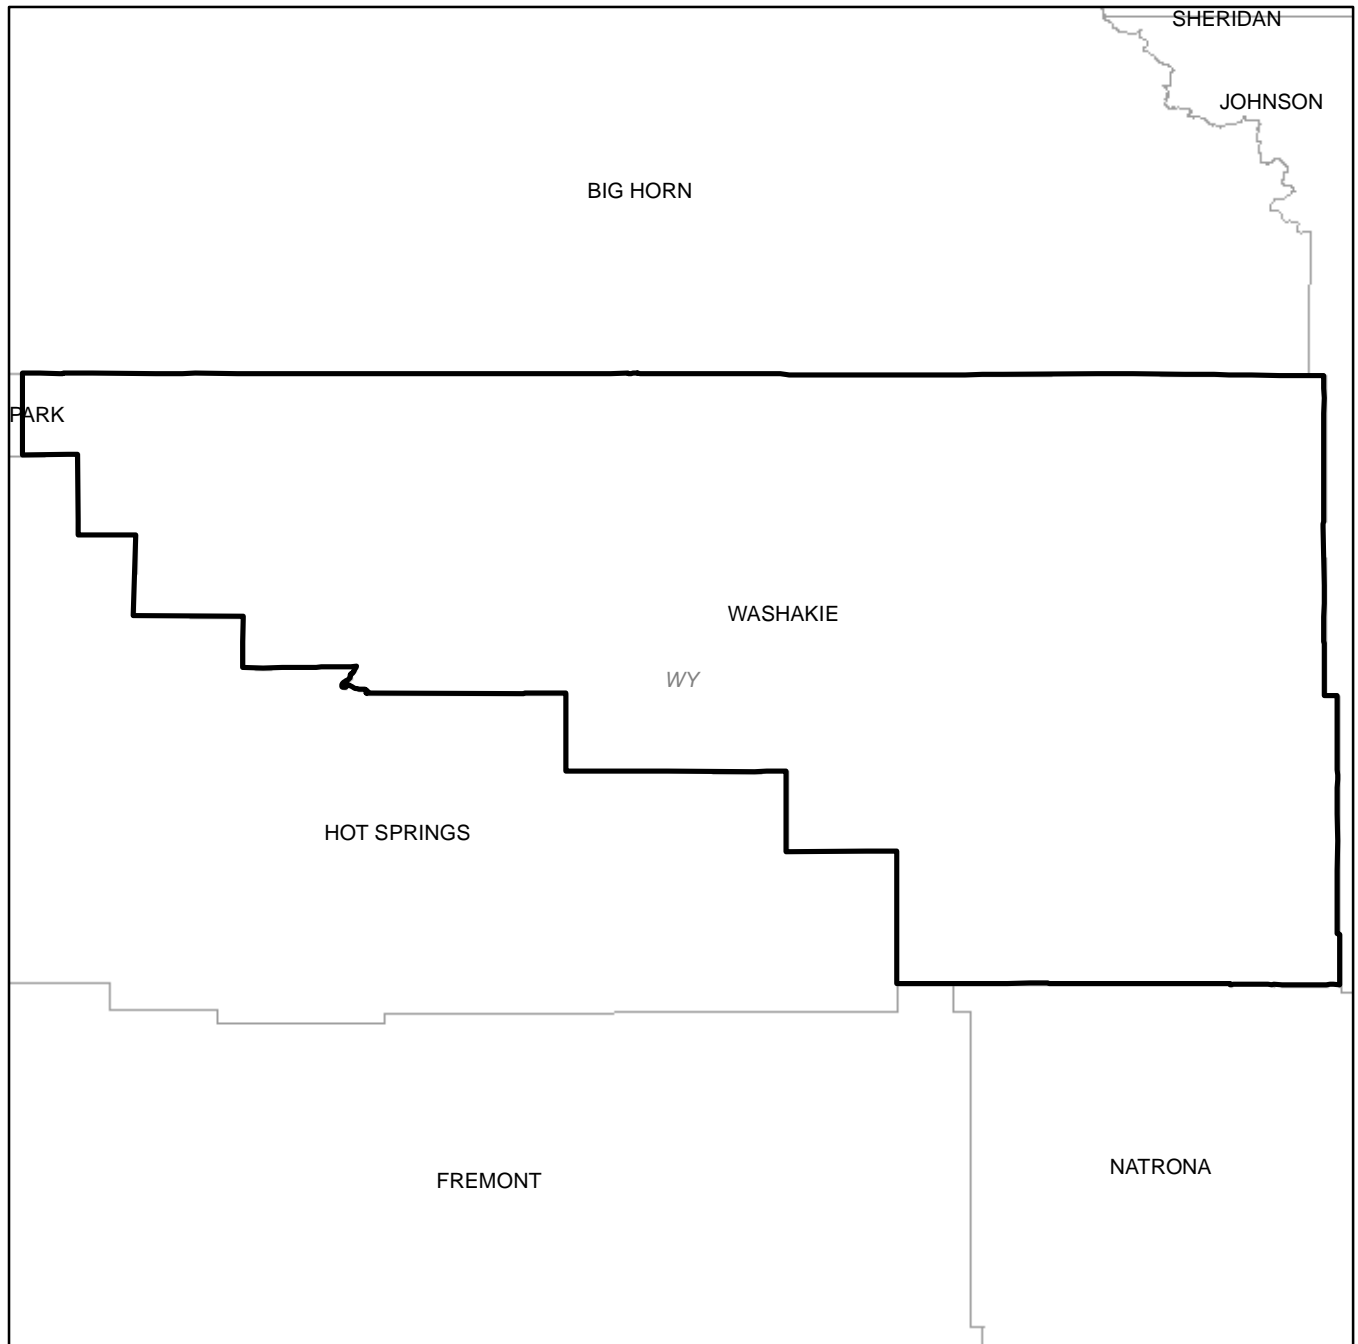 SHERIDAN
JOHNSON
BIG HORN
PARK
WASHAKIE
WY
HOT SPRINGS
NATRONA
FREMONT